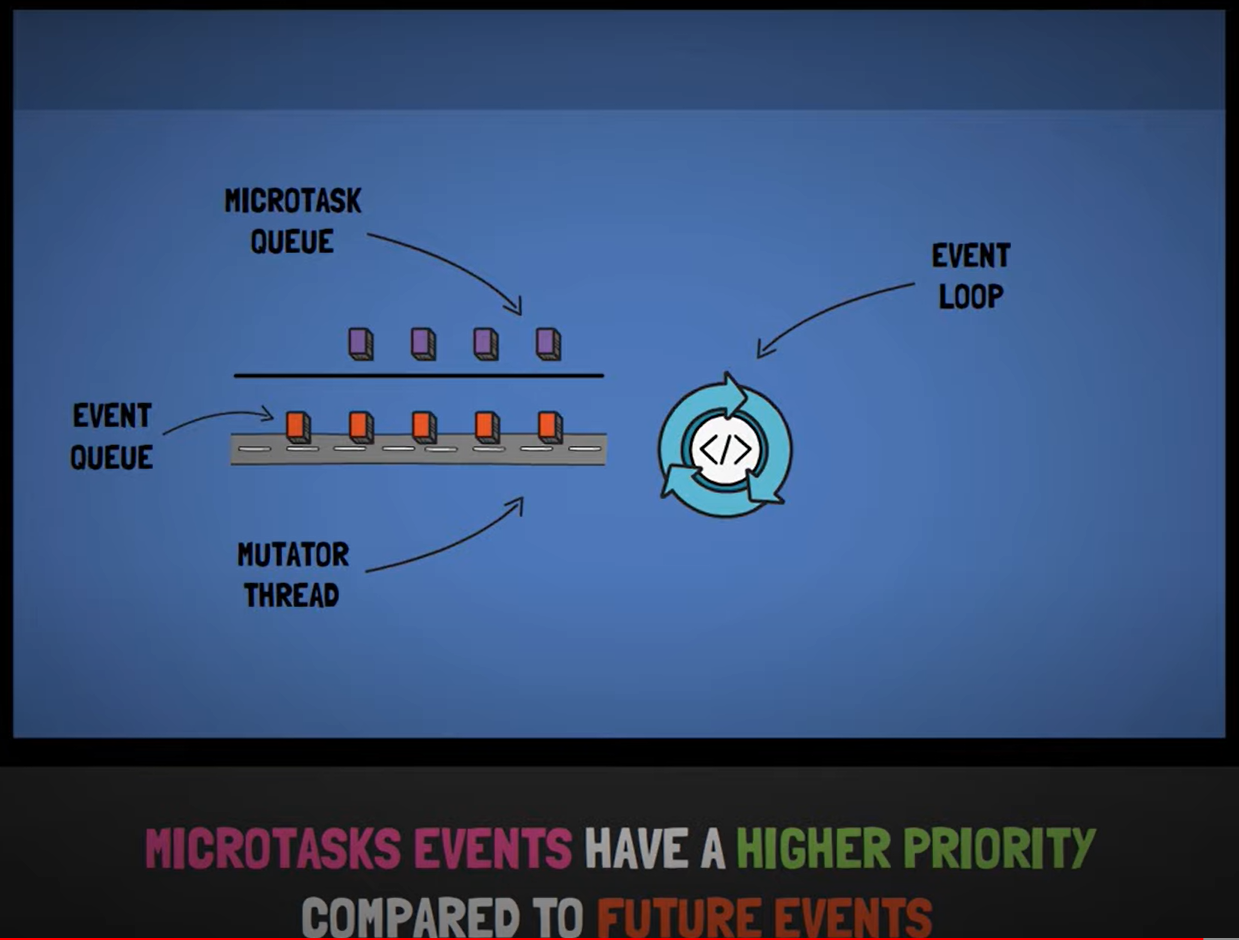 MICROTASK
QUEUE
EVENT
LOOP
</>
EVENT
QUEUE
MUTATOR
THREAD
MICROTASKS EVENTS HAVE A HIGHER PRIORITY
COMPARED TO FUTURE EVENTS